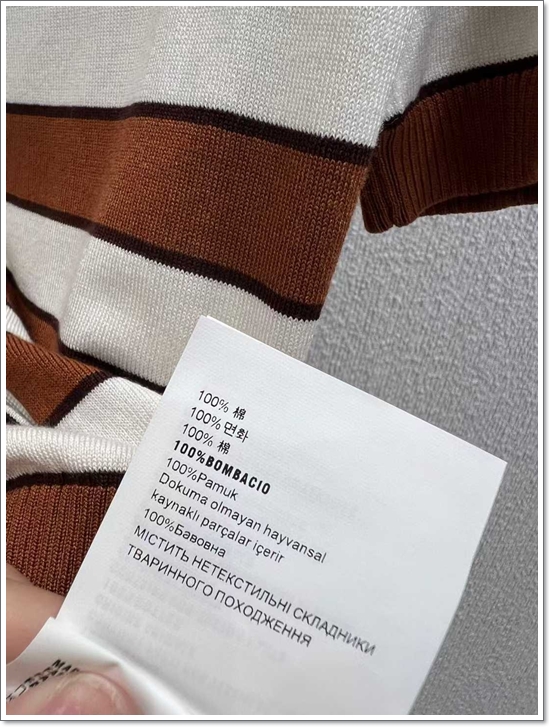 100% 棉
100%면화
100% 棉
100%BOMBACIO
100%Pamuk
Dokuma olmayan hayvansal
kaynaklı parçalar içerir
100%Бавовна
МІСТИТЬ НЕТЕКСТИЛЬНІ СКЛАДНИКИ
ТВАРИННОГО ПОХОДЖЕННЯ